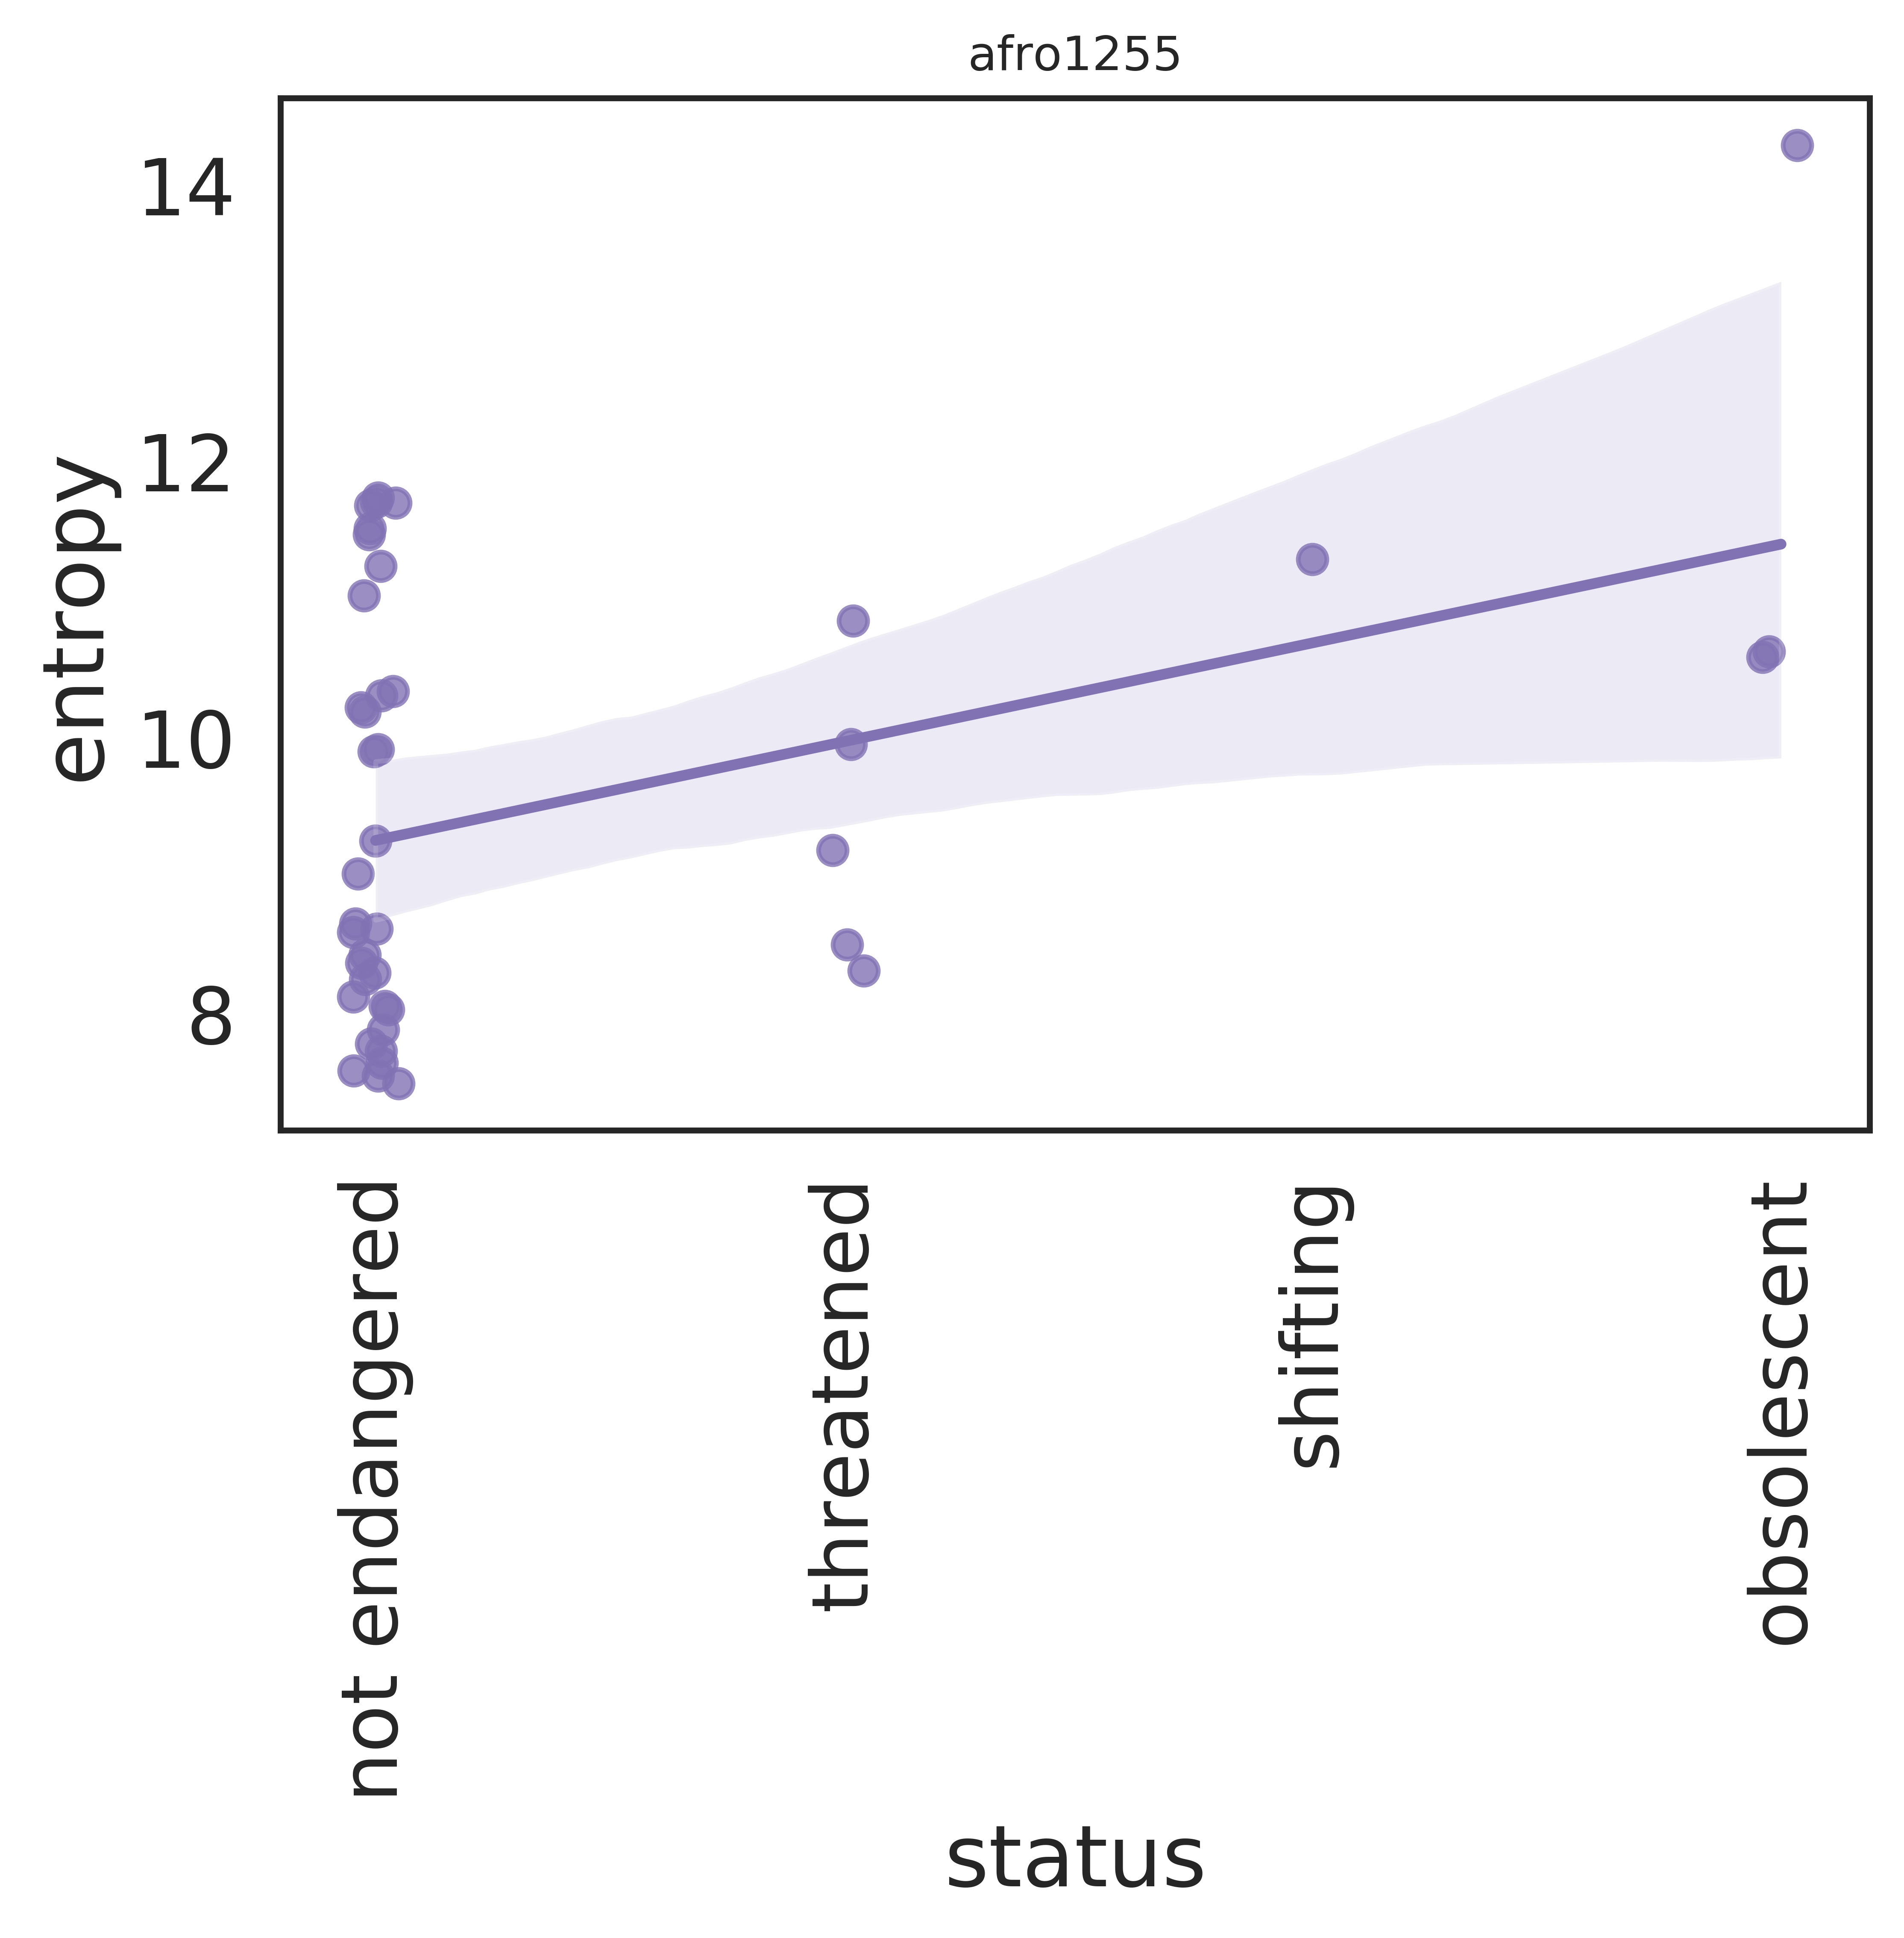 afro1255
14
12
10
8
entropy
not endangered
threatened
shifting
obsolescent
status